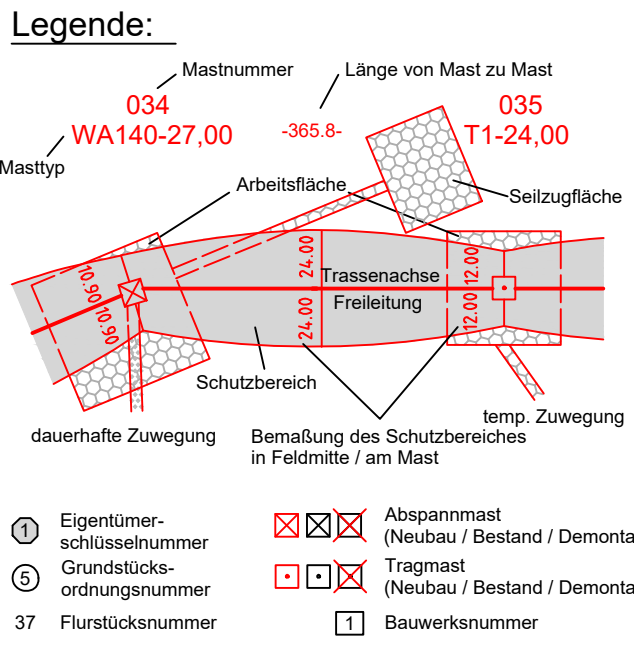 Legende:
Mastnummer
Länge von Mast zu Mast
034
035
WA140-27,00
-365.8-
T1-24,00
Masttyp
Arbeitsfläche
Seilzugfläche
10.90
10.90
24.00
24.00
Trassenachse
Freileitung
12.00
12.00
Schutzbereich
temp. Zuwegung
dauerhafte Zuwegung
Bemaßung des Schutzbereiches
in Feldmitte / am Mast
1
Eigentümer-
schlüsselnummer
Abspannmast
(Neubau / Bestand / Demonta
5
Grundstücks-
ordnungsnummer
Tragmast
(Neubau / Bestand / Demonta
37 Flurstücksnummer
1 Bauwerksnummer